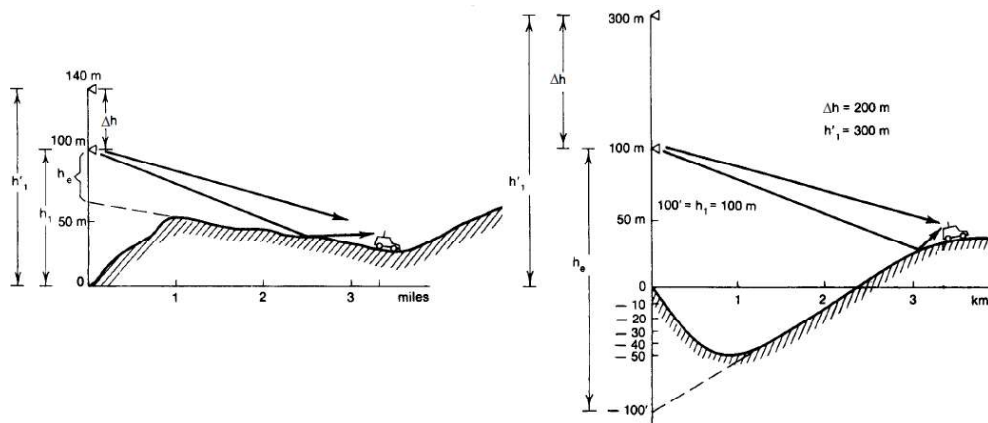 140 m
Δh
100 m
hₑ
h'₁
h₁
50 m
0
1
2
3
miles
300 m
Δh
Δh = 200 m
h'₁ = 300 m
100 m
h'₁
100' = h₁ = 100 m
50 m
hₑ
0
1
2
3
km
— 10
— 20
— 30
— 40
— 50
— 100'